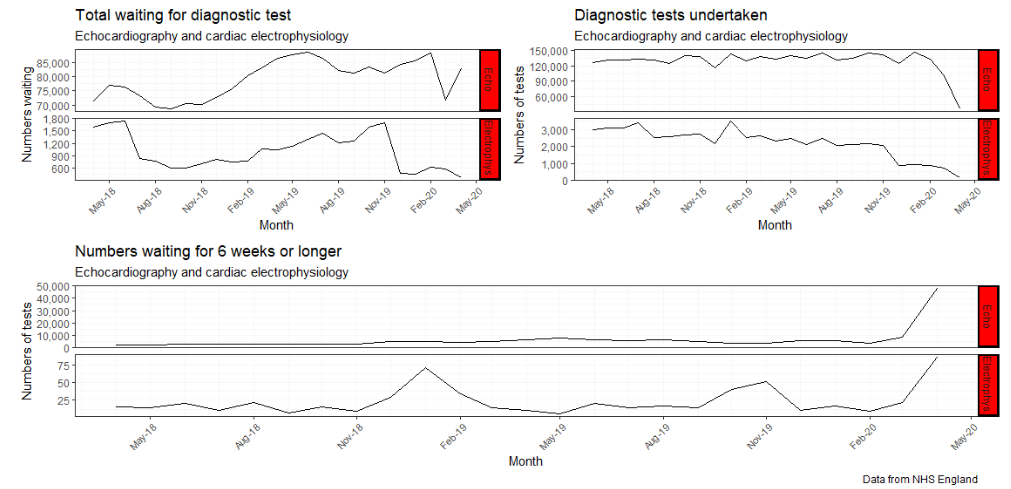 Total waiting for diagnostic test
Echocardiography and cardiac electrophysiology
Numbers waiting
85,000
80,000
75,000
70,000
Echo
1,800
1,500
1,200
900
600
Electrophys
May-18
Aug-18
Nov-18
Feb-19
May-19
Aug-19
Nov-19
Feb-20
May-20
Month
Diagnostic tests undertaken
Echocardiography and cardiac electrophysiology
Numbers of tests
150,000
120,000
90,000
60,000
Echo
3,000
2,000
1,000
0
Electrophys
May-18
Aug-18
Nov-18
Feb-19
May-19
Aug-19
Nov-19
Feb-20
May-20
Month
Numbers waiting for 6 weeks or longer
Echocardiography and cardiac electrophysiology
Numbers of tests
50,000
40,000
30,000
20,000
10,000
0
Echo
75
50
25
Electrophys
May-18
Aug-18
Nov-18
Feb-19
May-19
Aug-19
Nov-19
Feb-20
May-20
Month
Data from NHS England